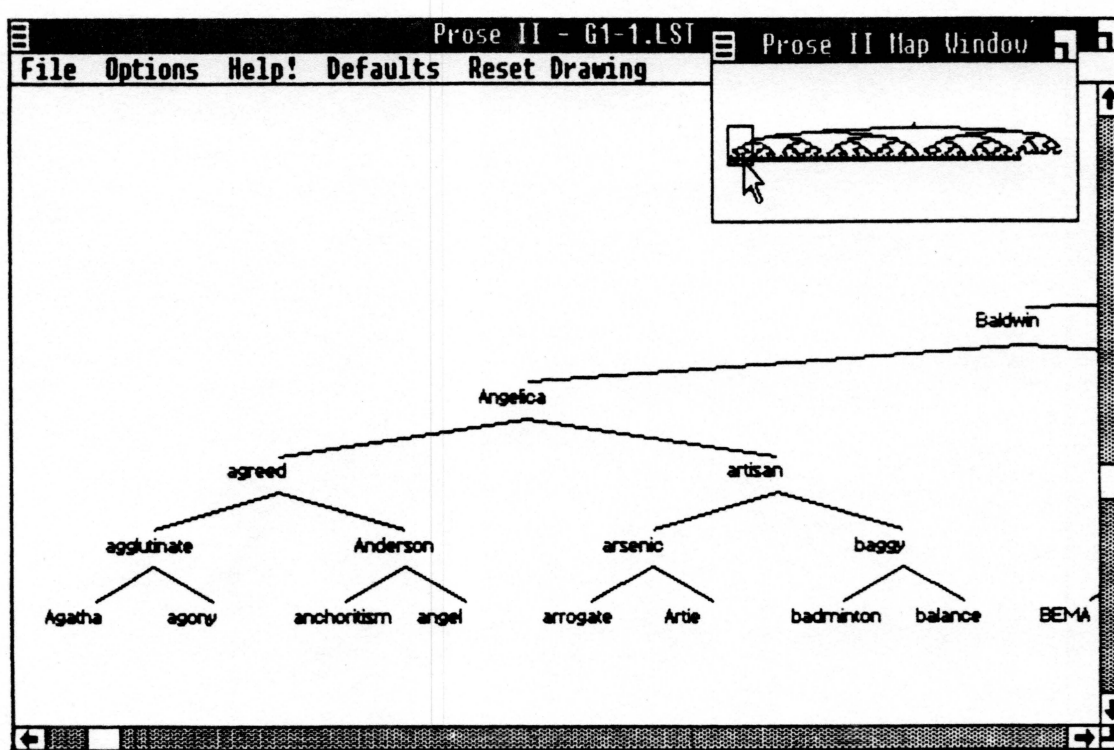 Prose II - G1-1.LST
Prose II Map Window
File Options Help! Defaults Reset Drawing
Baldwin
Angelica
agreed artisan
agglutinate Anderson arsenic baggy
Agatha agony anchoritism angel arrogate Artie badminton balance BEMA